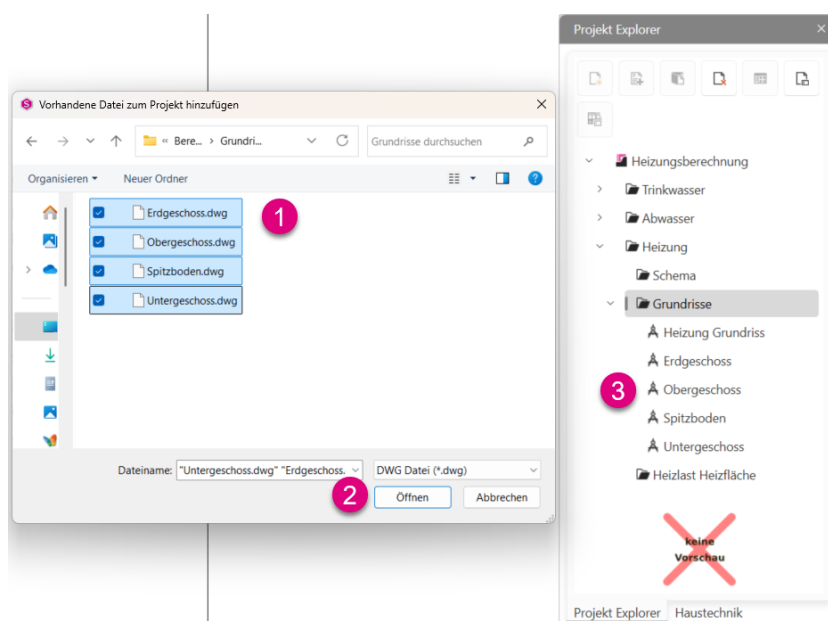 Projekt Explorer
Vorhandene Datei zum Projekt hinzufügen
« Bere... › Grundri...
Grundrisse durchsuchen
Organisieren
Neuer Ordner
Erdgeschoss.dwg
1
Obergeschoss.dwg
Spitzboden.dwg
Untergeschoss.dwg
Dateiname:
"Untergeschoss.dwg" "Erdgeschoss.
DWG Datei (*.dwg)
2
Öffnen
Abbrechen
Heizungsberechnung
Trinkwasser
Abwasser
Heizung
Schema
Grundrisse
Heizung Grundriss
Erdgeschoss
3
Obergeschoss
Spitzboden
Untergeschoss
Heizlast Heizfläche
keine
Vorschau
Projekt Explorer
Haustechnik